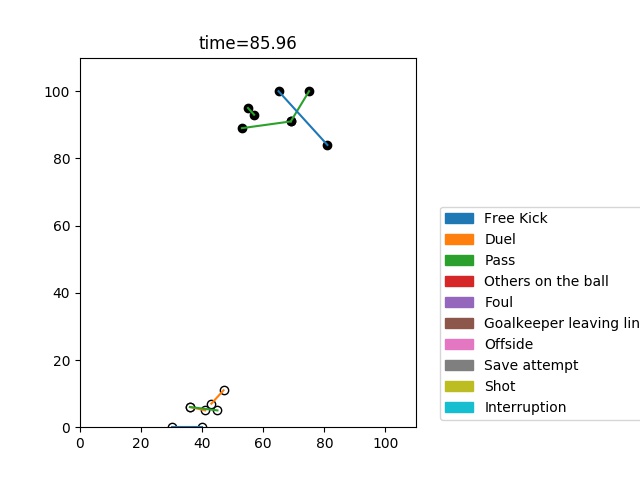 time=85.96
100
80
60
40
20
0
0 20 40 60 80 100
Free Kick
Duel
Pass
Others on the ball
Foul
Goalkeeper leaving lin
Offside
Save attempt
Shot
Interruption